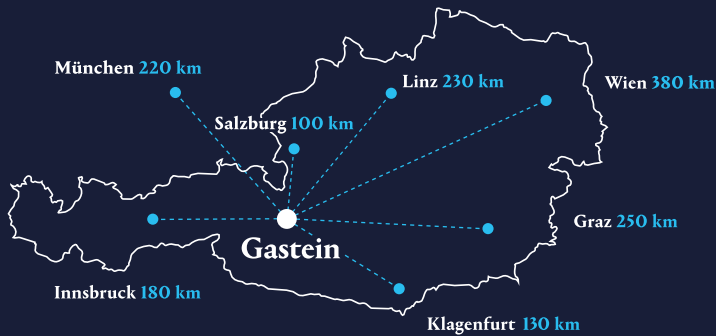 München 220 km
Linz 230 km
Wien 380 km
Salzburg 100 km
Graz 250 km
Gastein
Innsbruck 180 km
Klagenfurt 130 km